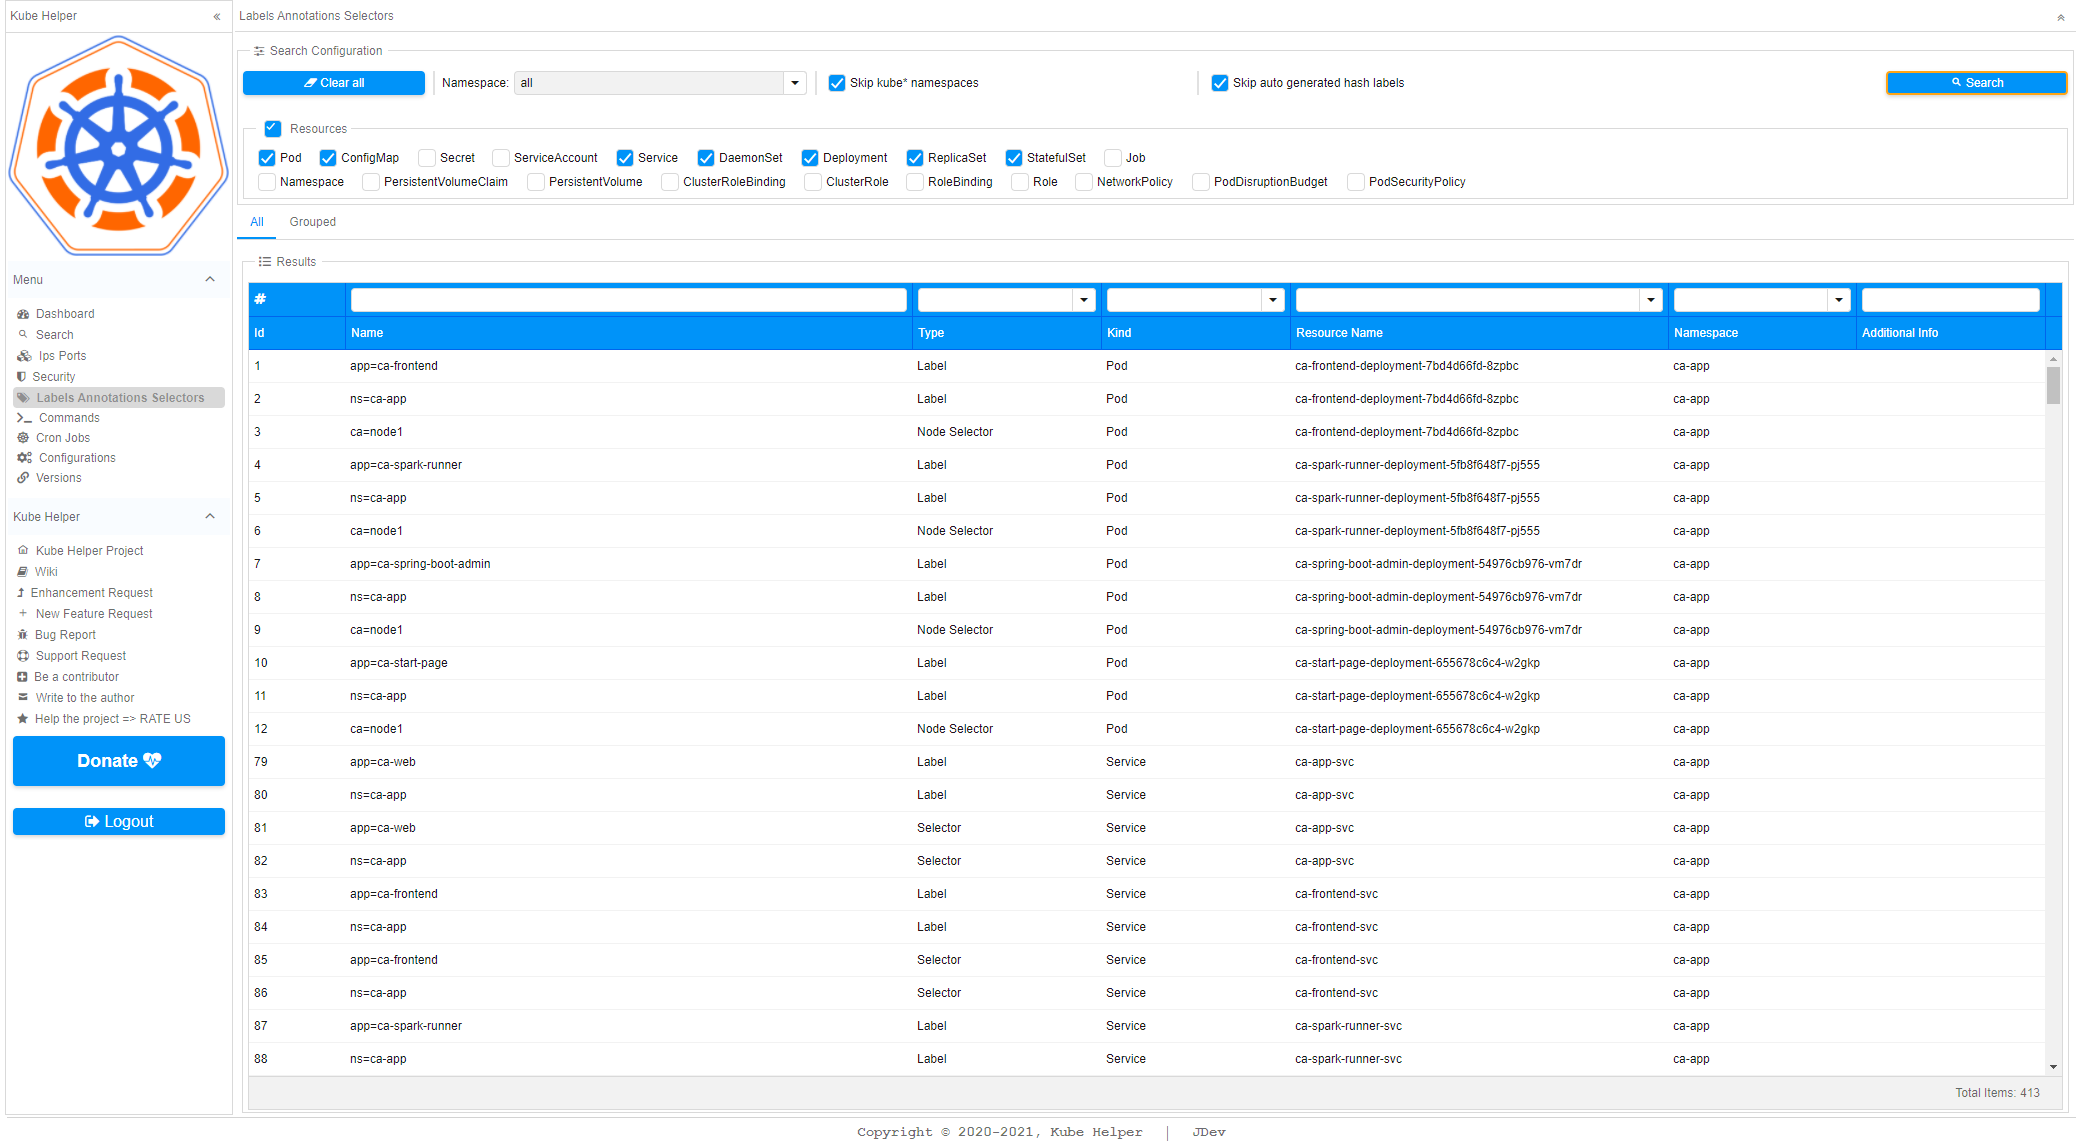 Kube Helper «
Labels Annotations Selectors
Search Configuration
Clear all Namespace: all Skip kube* namespaces Skip auto generated hash labels Search
Resources
Pod ConfigMap Secret ServiceAccount Service DaemonSet Deployment ReplicaSet StatefulSet Job
Namespace PersistentVolumeClaim PersistentVolume ClusterRoleBinding ClusterRole RoleBinding Role NetworkPolicy PodDisruptionBudget PodSecurityPolicy
All Grouped
Menu
Dashboard
Search
Ips Ports
Security
Labels Annotations Selectors
Commands
Cron Jobs
Configurations
Versions
Kube Helper
Kube Helper Project
Wiki
Enhancement Request
New Feature Request
Bug Report
Support Request
Be a contributor
Write to the author
Help the project => RATE US
Donate
Logout
Results
#
Id Name Type Kind Resource Name Namespace Additional Info
1 app=ca-frontend Label Pod ca-frontend-deployment-7bd4d66fd-8zpbc ca-app
2 ns=ca-app Label Pod ca-frontend-deployment-7bd4d66fd-8zpbc ca-app
3 ca=node1 Node Selector Pod ca-frontend-deployment-7bd4d66fd-8zpbc ca-app
4 app=ca-spark-runner Label Pod ca-spark-runner-deployment-5fb8f648f7-pj555 ca-app
5 ns=ca-app Label Pod ca-spark-runner-deployment-5fb8f648f7-pj555 ca-app
6 ca=node1 Node Selector Pod ca-spark-runner-deployment-5fb8f648f7-pj555 ca-app
7 app=ca-spring-boot-admin Label Pod ca-spring-boot-admin-deployment-54976cb976-vm7dr ca-app
8 ns=ca-app Label Pod ca-spring-boot-admin-deployment-54976cb976-vm7dr ca-app
9 ca=node1 Node Selector Pod ca-spring-boot-admin-deployment-54976cb976-vm7dr ca-app
10 app=ca-start-page Label Pod ca-start-page-deployment-655678c6c4-w2gkp ca-app
11 ns=ca-app Label Pod ca-start-page-deployment-655678c6c4-w2gkp ca-app
12 ca=node1 Node Selector Pod ca-start-page-deployment-655678c6c4-w2gkp ca-app
79 app=ca-web Label Service ca-app-svc ca-app
80 ns=ca-app Label Service ca-app-svc ca-app
81 app=ca-web Selector Service ca-app-svc ca-app
82 ns=ca-app Selector Service ca-app-svc ca-app
83 app=ca-frontend Label Service ca-frontend-svc ca-app
84 ns=ca-app Label Service ca-frontend-svc ca-app
85 app=ca-frontend Selector Service ca-frontend-svc ca-app
86 ns=ca-app Selector Service ca-frontend-svc ca-app
87 app=ca-spark-runner Label Service ca-spark-runner-svc ca-app
88 ns=ca-app Label Service ca-spark-runner-svc ca-app
Total Items: 413
Copyright © 2020-2021, Kube Helper | JDev